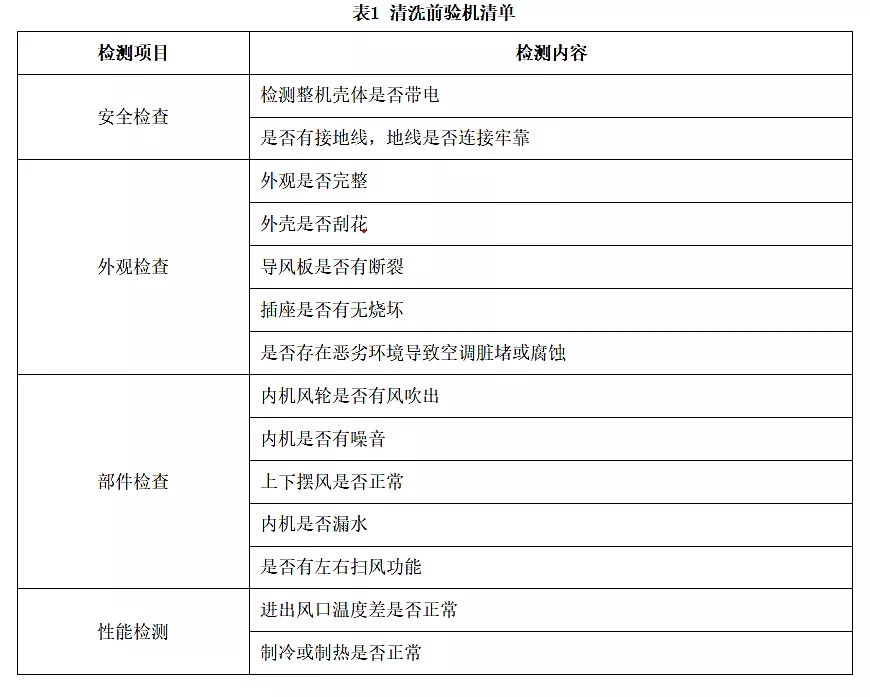 表1 清洗前验机清单
检测项目 检测内容
安全检查
检测整机壳体是否带电
是否有接地线，地线是否连接牢靠
外观检查
外观是否完整
外壳是否刮花
导风板是否有断裂
插座是否有无烧坏
是否存在恶劣环境导致空调脏堵或腐蚀
部件检查
内机风轮是否有风吹出
内机是否有噪音
上下摆风是否正常
内机是否漏水
是否有左右扫风功能
性能检测
进出风口温度差是否正常
制冷或制热是否正常